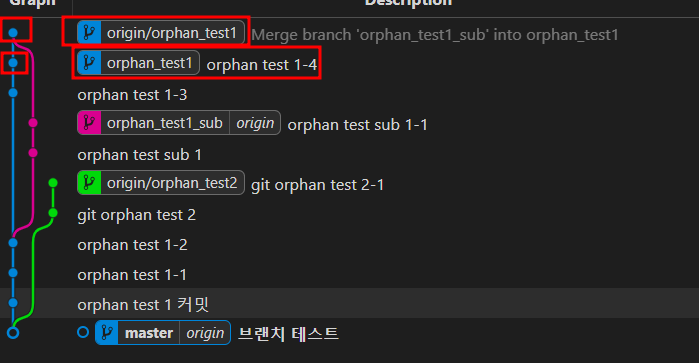 Graph Description
origin/orphan_test1 Merge branch 'orphan_test1_sub' into orphan_test1
orphan_test1 orphan test 1-4
orphan test 1-3
orphan_test1_sub origin orphan test sub 1-1
orphan test sub 1
origin/orphan_test2 git orphan test 2-1
git orphan test 2
orphan test 1-2
orphan test 1-1
orphan test 1 커밋
master origin 브랜치 테스트